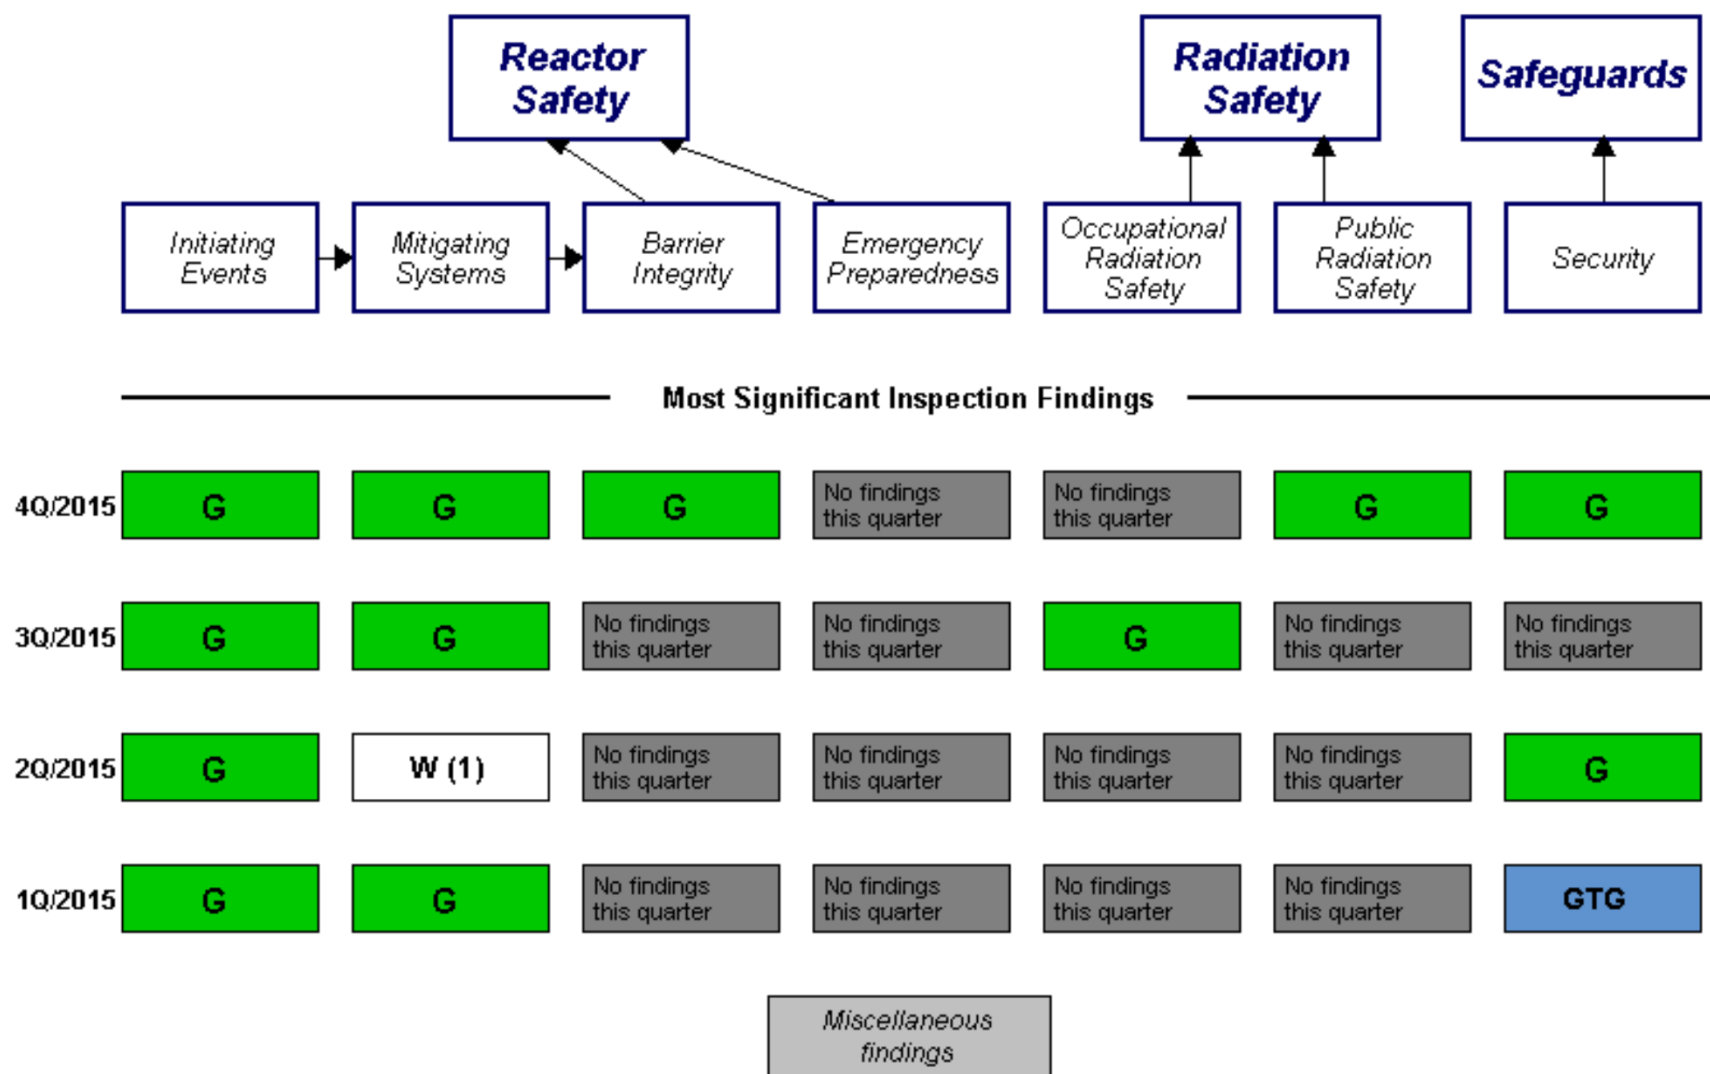 Reactor
Safety
Radiation
Safety
Safeguards
Initiating
Events
Mitigating
Systems
Barrier
Integrity
Emergency
Preparedness
Occupational
Radiation
Safety
Public
Radiation
Safety
Security
Most Significant Inspection Findings
4Q/2015
G
G
G
No findings
this quarter
No findings
this quarter
G
G
3Q/2015
G
G
No findings
this quarter
No findings
this quarter
G
No findings
this quarter
No findings
this quarter
2Q/2015
G
W (1)
No findings
this quarter
No findings
this quarter
No findings
this quarter
No findings
this quarter
G
1Q/2015
G
G
No findings
this quarter
No findings
this quarter
No findings
this quarter
No findings
this quarter
GTG
Miscellaneous
findings